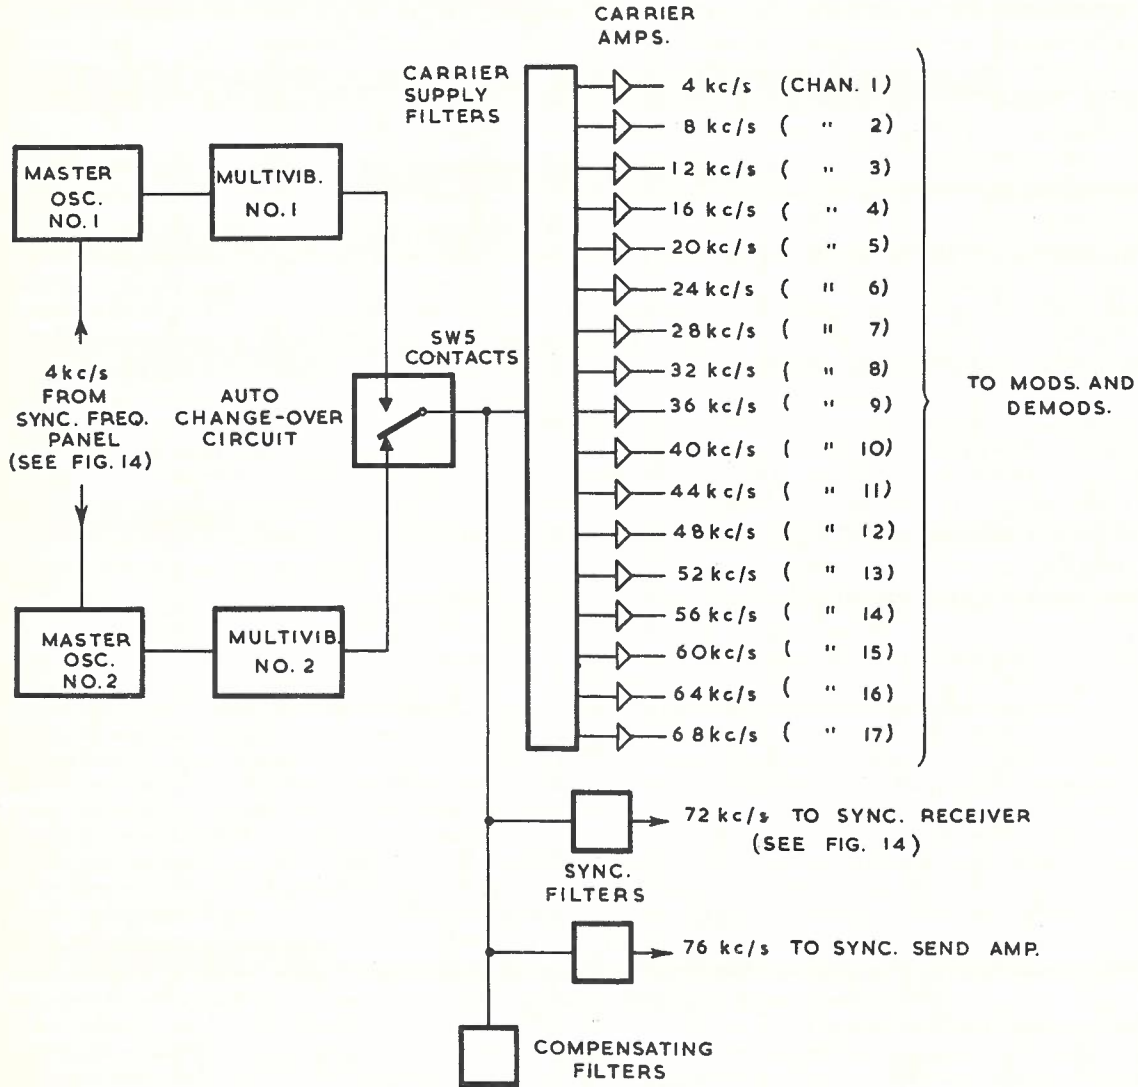 CARRIER
AMPS.
CARRIER
SUPPLY
FILTERS
4 kc/s (CHAN. 1)
8 kc/s ( " 2)
12 kc/s ( " 3)
16 kc/s ( " 4)
20 kc/s ( " 5)
24 kc/s ( " 6)
28 kc/s ( " 7)
32 kc/s ( " 8)
36 kc/s ( " 9)
40 kc/s ( " 10)
44 kc/s ( " 11)
48 kc/s ( " 12)
52 kc/s ( " 13)
56 kc/s ( " 14)
60 kc/s ( " 15)
64 kc/s ( " 16)
68 kc/s ( " 17)
TO MODS. AND
DEMODS.
MASTER
OSC.
NO. 1
MULTIVIB.
NO. 1
4 kc/s
FROM
SYNC. FREQ.
PANEL
(SEE FIG. 14)
AUTO
CHANGE-OVER
CIRCUIT
SW5
CONTACTS
MASTER
OSC.
NO. 2
MULTIVIB.
NO. 2
72 kc/s TO SYNC. RECEIVER
(SEE FIG. 14)
SYNC.
FILTERS
76 kc/s TO SYNC. SEND AMP.
COMPENSATING
FILTERS